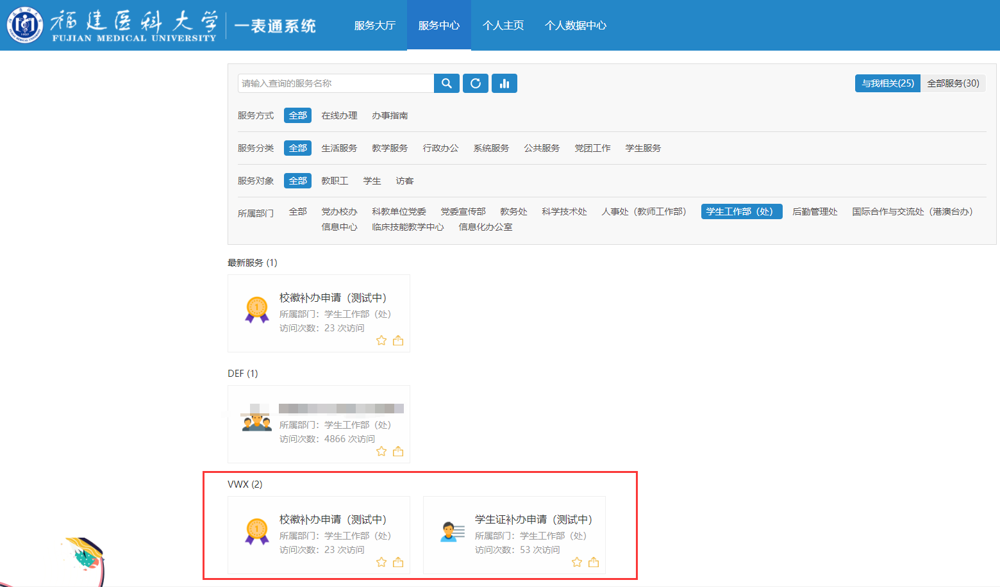 福建医科大学
FUJIAN MEDICAL UNIVERSITY
一表通系统
服务大厅 服务中心 个人主页 个人数据中心
请输入查询的服务名称
与我相关(25) 全部服务(30)
服务方式 全部 在线办理 办事指南
服务分类 全部 生活服务 教学服务 行政办公 系统服务 公共服务 党团工作 学生服务
服务对象 全部 教职工 学生 访客
所属部门 全部 党办校办 科教单位党委 党委宣传部 教务处 科学技术处 人事处（教师工作部） 学生工作部（处） 后勤管理处 国际合作与交流处（港澳台办）
信息中心 临床技能教学中心 信息化办公室
最新服务 (1)
校徽补办申请（测试中）
所属部门：学生工作部（处）
访问次数：23 次访问
DEF (1)
所属部门：学生工作部（处）
访问次数：4866 次访问
VWX (2)
校徽补办申请（测试中）
所属部门：学生工作部（处）
访问次数：23 次访问
学生证补办申请（测试中）
所属部门：学生工作部（处）
访问次数：53 次访问